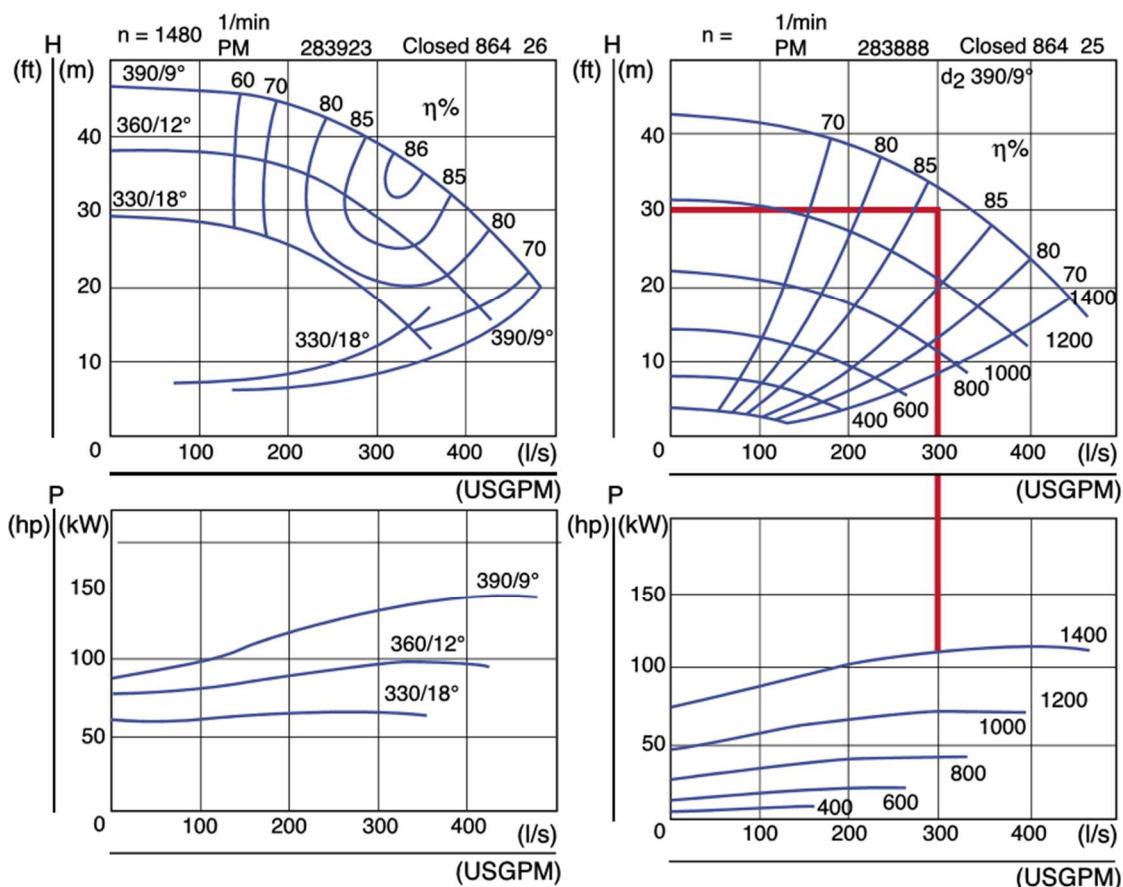 n = 1480 1/min PM 283923 Closed 864 26
H
(ft) (m)
390/9°
60 70 80 85 86 85 80 70
η%
360/12°
40
330/18°
30
20
330/18°
390/9°
10
0 100 200 300 400 (l/s)
(USGPM)
P
(hp) (kW)
150
390/9°
360/12°
100
330/18°
50
0 100 200 300 400 (l/s)
(USGPM)
n = 1/min PM 283888 Closed 864 25
H
(ft) (m)
d2 390/9°
70 80 85 85 80 70
η%
40
30
20
1400
1200
10
1000
800
600
400
0 100 200 300 400 (l/s)
(USGPM)
P
(hp) (kW)
150
1400
100
1200
1000
50
800
600
400
0 100 200 300 400 (l/s)
(USGPM)